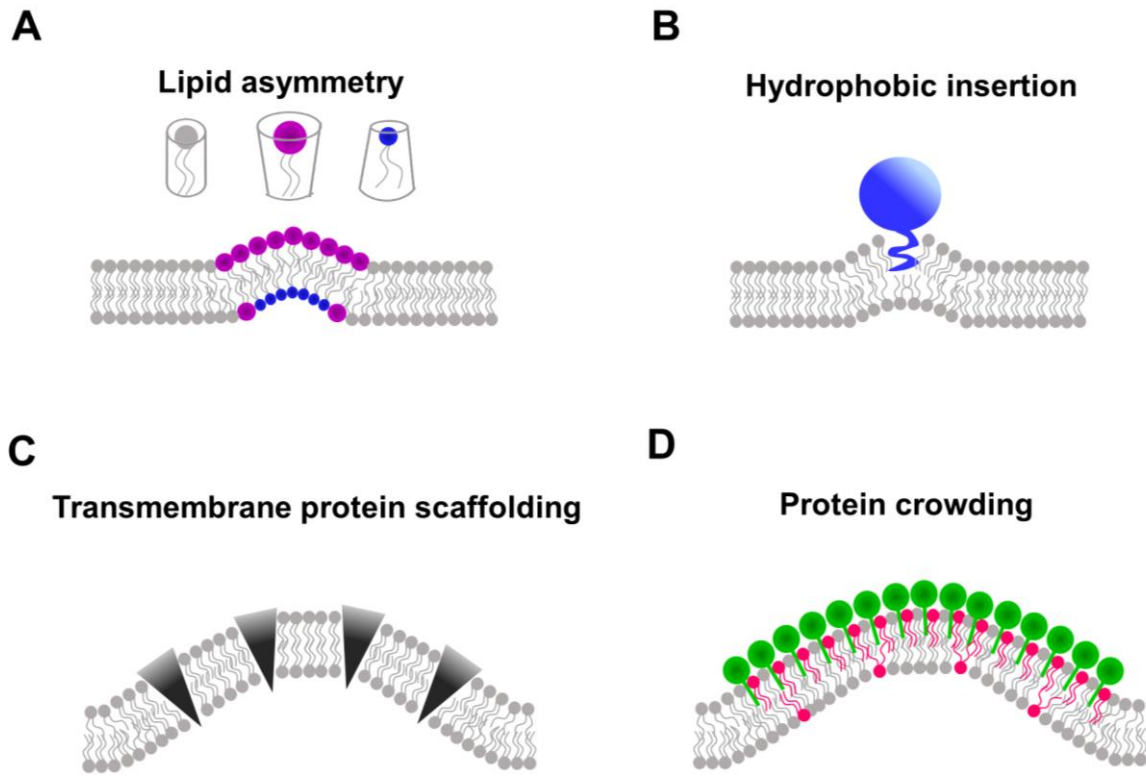 A
Lipid asymmetry
B
Hydrophobic insertion
C
Transmembrane protein scaffolding
D
Protein crowding